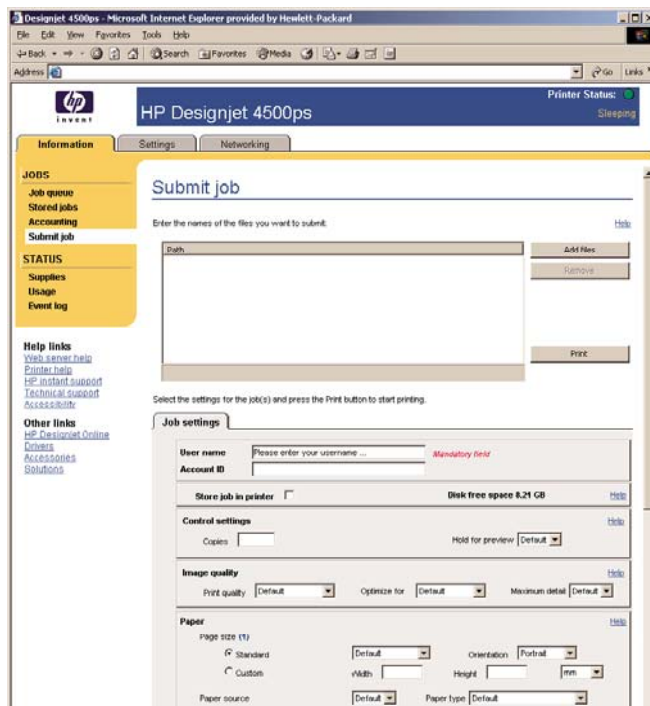 Designjet 4500ps - Microsoft Internet Explorer provided by Hewlett-Packard
File Edit View Favorites Tools Help
Back Search Favorites Media
Address Go Links
hp
invent
HP Designjet 4500ps
Printer Status:
Sleeping
Information Settings Networking
JOBS
Job queue
Stored jobs
Accounting
Submit job
STATUS
Supplies
Usage
Event log
Help links
Web server help
Printer help
HP instant support
Technical support
Accessibility
Other links
HP Designjet Online
Drivers
Accessories
Solutions
Submit job
Enter the names of the files you want to submit: Help
Path
Add files
Remove
Print
Select the settings for the job(s) and press the Print button to start printing.
Job settings
User name Please enter your username ... Mandatory field
Account ID
Store job in printer Disk free space 8.21 GB Help
Control settings Help
Copies Hold for preview Default
Image quality Help
Print quality Default Optimize for Default Maximum detail Default
Paper Help
Page size (1)
Standard Default Orientation Portrait
Custom Width Height mm
Paper source Default Paper type Default